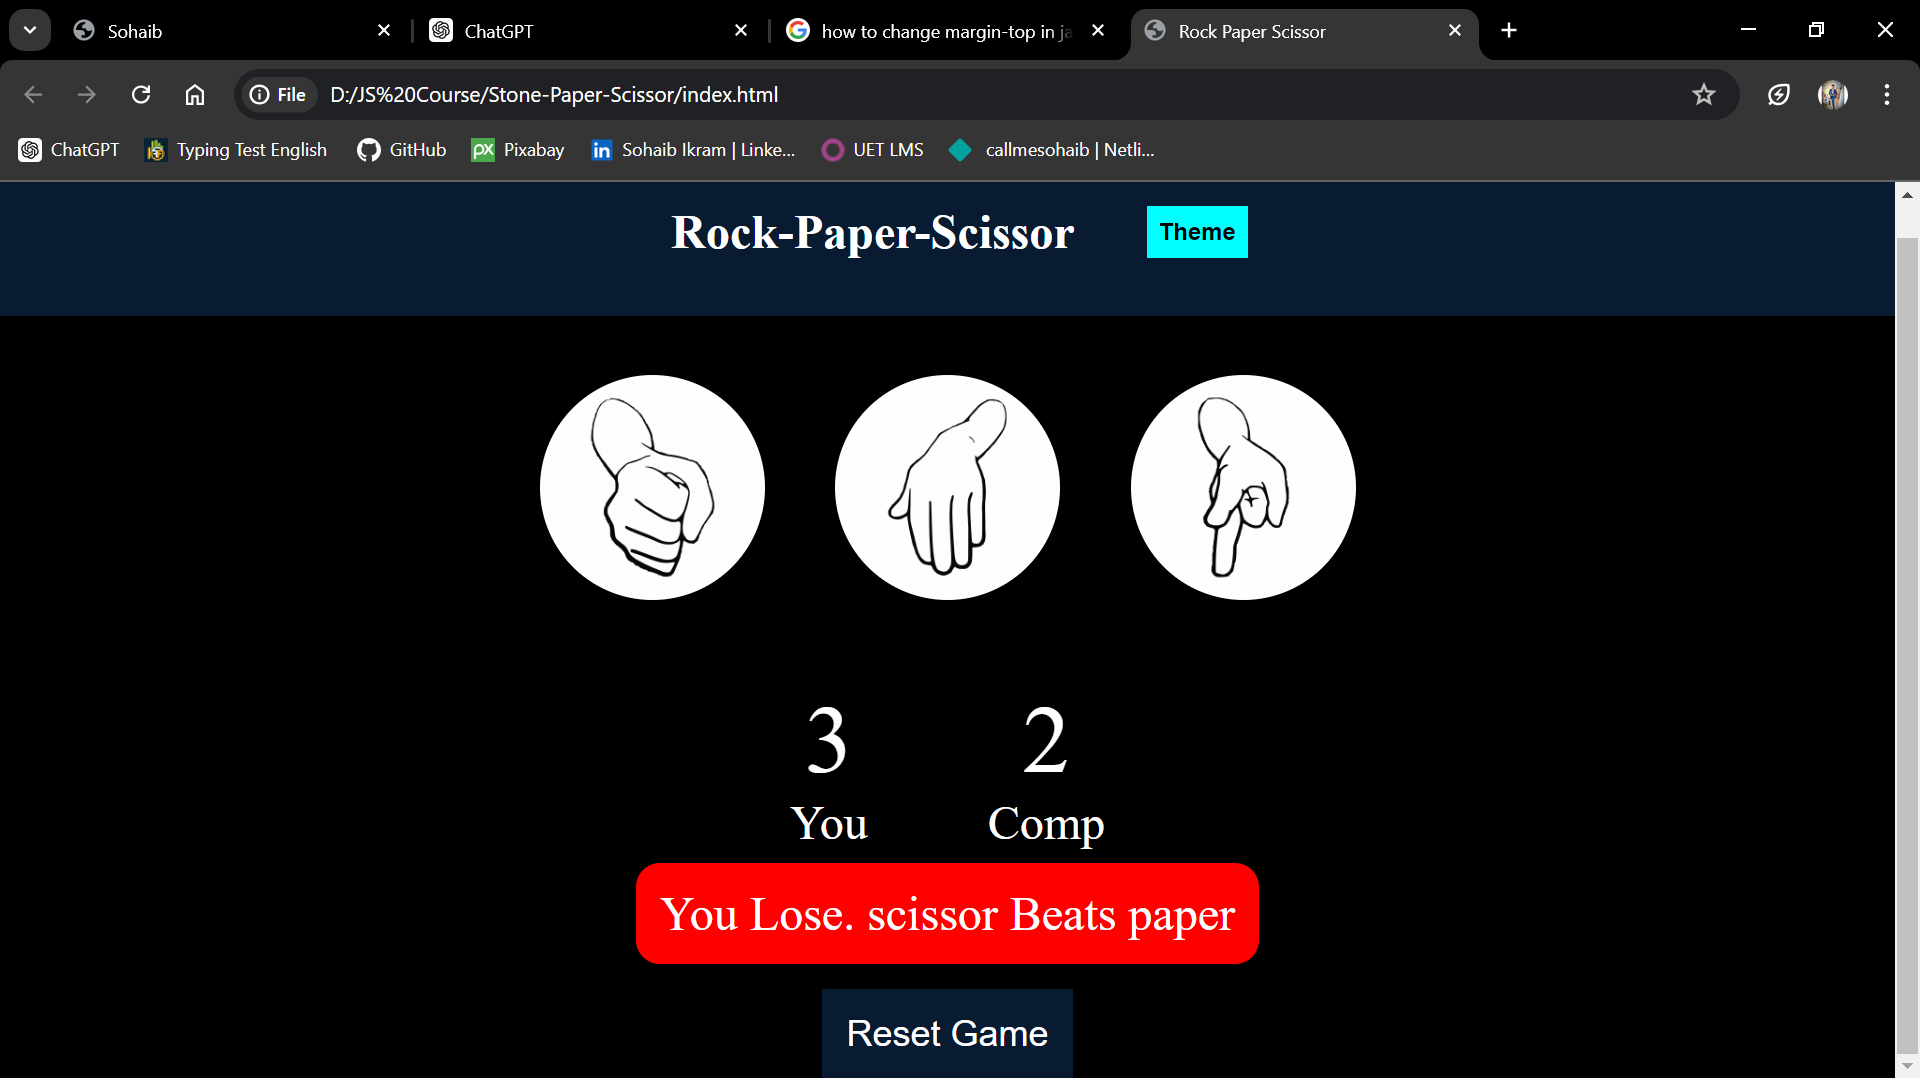 Sohaib
ChatGPT
how to change margin-top in ja
Rock Paper Scissor
File
D:/JS%20Course/Stone-Paper-Scissor/index.html
ChatGPT
Typing Test English
GitHub
px Pixabay
in Sohaib Ikram | Linke...
UET LMS
callmesohaib | Netli...
Rock-Paper-Scissor
Theme
3
2
You
Comp
You Lose. scissor Beats paper
Reset Game